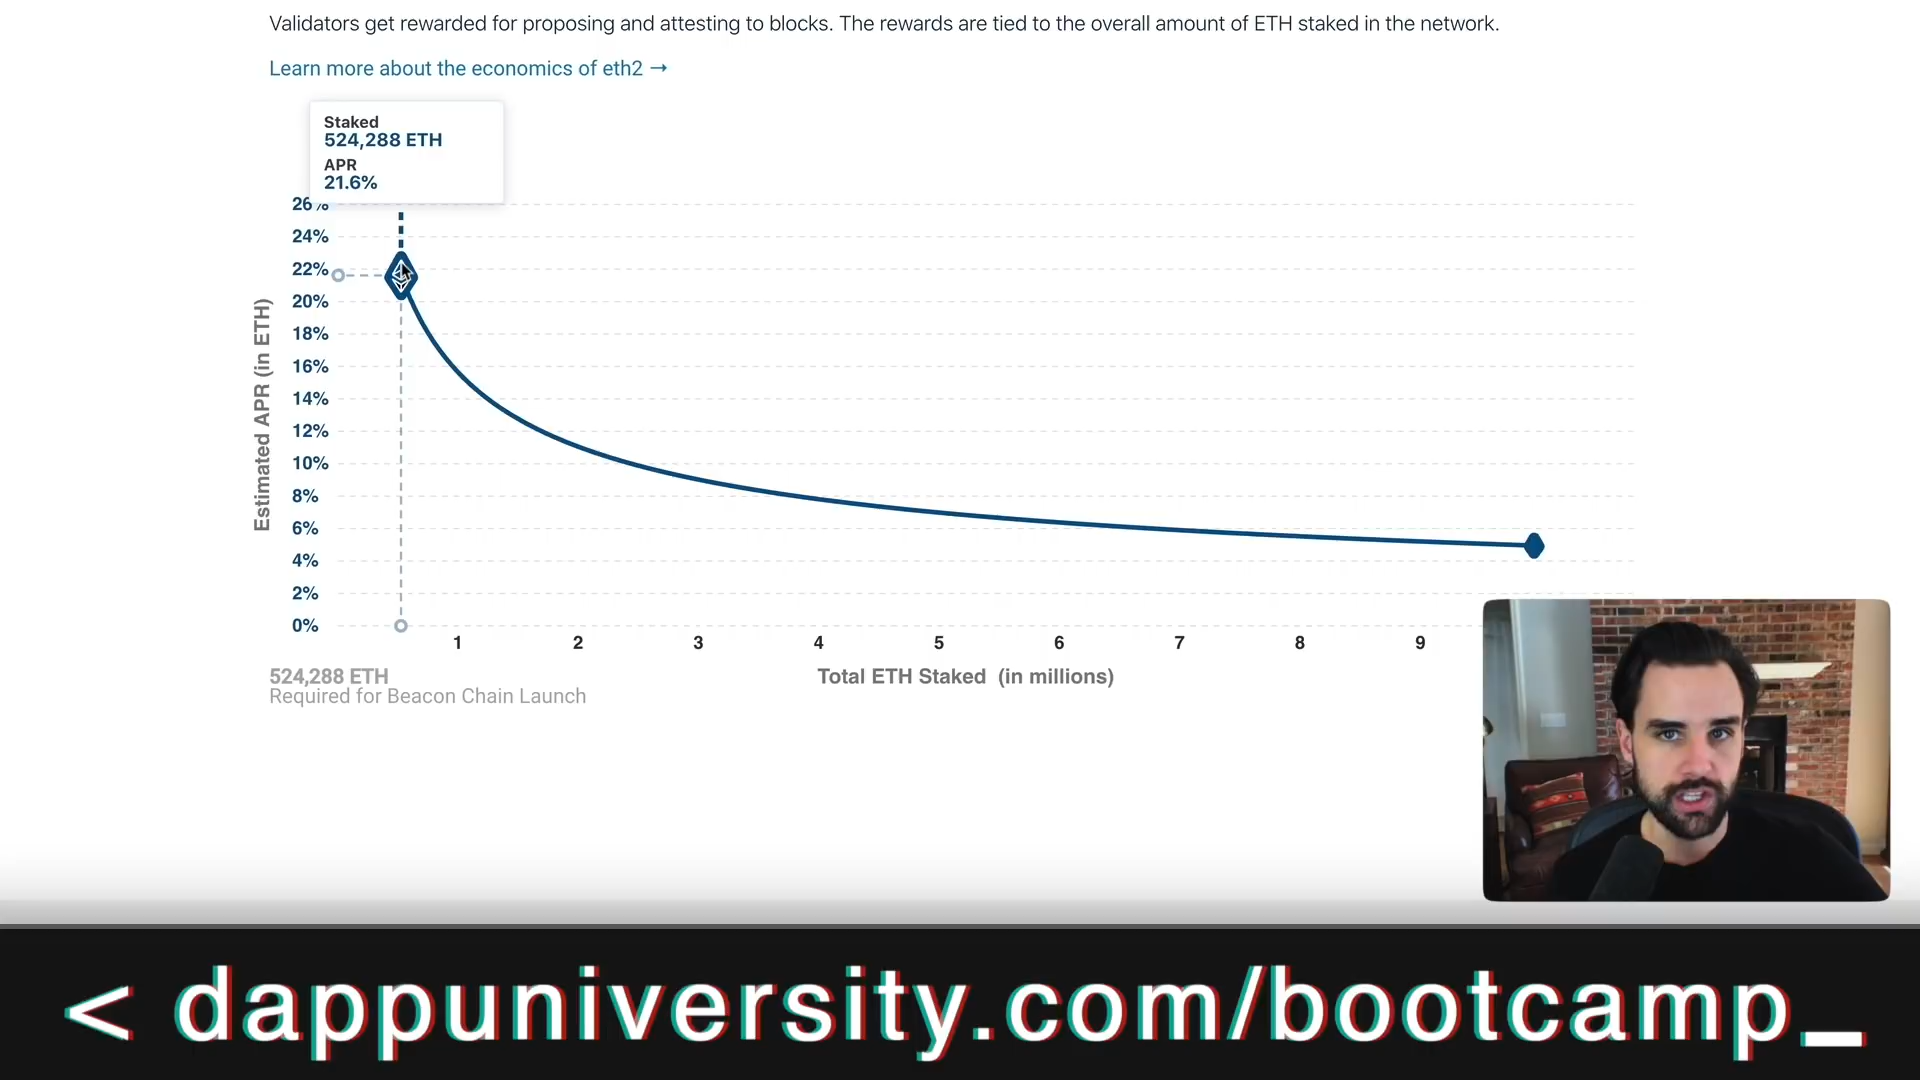 Validators get rewarded for proposing and attesting to blocks. The rewards are tied to the overall amount of ETH staked in the network.
Learn more about the economics of eth2 →
Staked
524,288 ETH
APR
21.6%
26%
24%
22%
20%
18%
16%
14%
12%
10%
8%
6%
4%
2%
0%
Estimated APR (in ETH)
1 2 3 4 5 6 7 8 9
524,288 ETH
Required for Beacon Chain Launch
Total ETH Staked (in millions)
< dappuniversity.com/bootcamp_